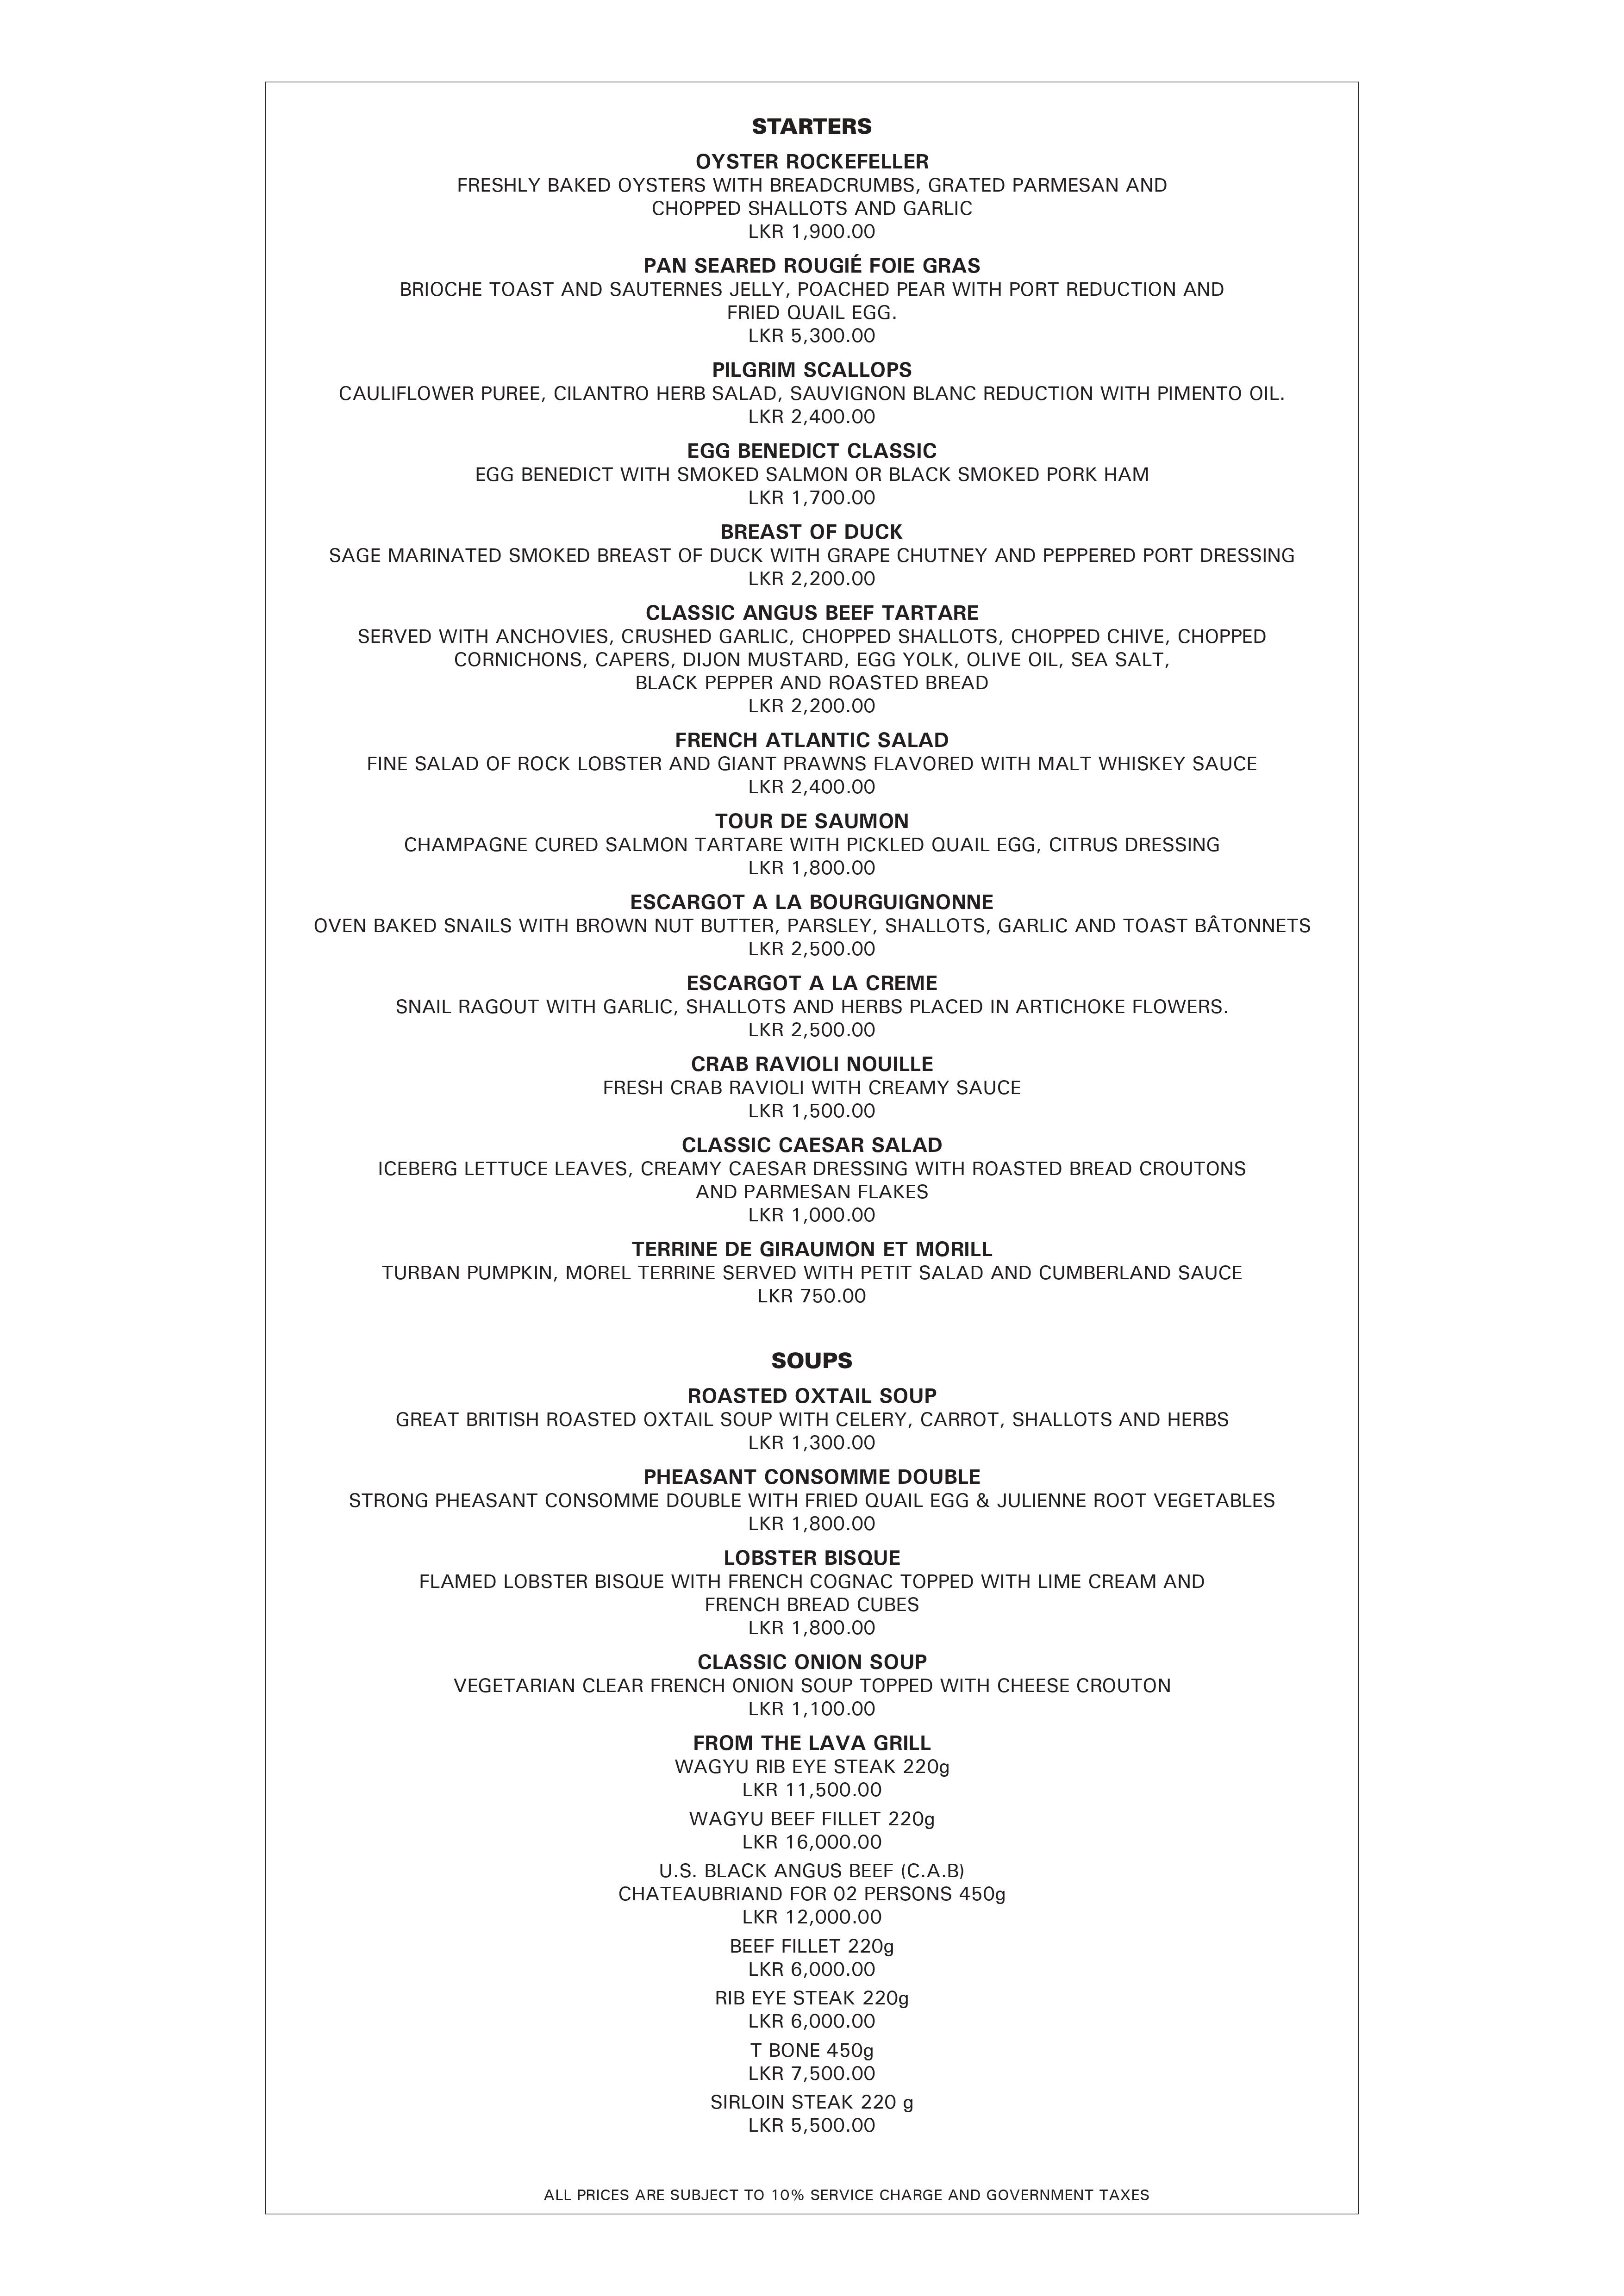 STARTERS
OYSTER ROCKEFELLER
FRESHLY BAKED OYSTERS WITH BREADCRUMBS, GRATED PARMESAN AND
CHOPPED SHALLOTS AND GARLIC
LKR 1,900.00
PAN SEARED ROUGIÉ FOIE GRAS
BRIOCHE TOAST AND SAUTERNES JELLY, POACHED PEAR WITH PORT REDUCTION AND
FRIED QUAIL EGG.
LKR 5,300.00
PILGRIM SCALLOPS
CAULIFLOWER PUREE, CILANTRO HERB SALAD, SAUVIGNON BLANC REDUCTION WITH PIMENTO OIL.
LKR 2,400.00
EGG BENEDICT CLASSIC
EGG BENEDICT WITH SMOKED SALMON OR BLACK SMOKED PORK HAM
LKR 1,700.00
BREAST OF DUCK
SAGE MARINATED SMOKED BREAST OF DUCK WITH GRAPE CHUTNEY AND PEPPERED PORT DRESSING
LKR 2,200.00
CLASSIC ANGUS BEEF TARTARE
SERVED WITH ANCHOVIES, CRUSHED GARLIC, CHOPPED SHALLOTS, CHOPPED CHIVE, CHOPPED
CORNICHONS, CAPERS, DIJON MUSTARD, EGG YOLK, OLIVE OIL, SEA SALT,
BLACK PEPPER AND ROASTED BREAD
LKR 2,200.00
FRENCH ATLANTIC SALAD
FINE SALAD OF ROCK LOBSTER AND GIANT PRAWNS FLAVORED WITH MALT WHISKEY SAUCE
LKR 2,400.00
TOUR DE SAUMON
CHAMPAGNE CURED SALMON TARTARE WITH PICKLED QUAIL EGG, CITRUS DRESSING
LKR 1,800.00
ESCARGOT A LA BOURGUIGNONNE
OVEN BAKED SNAILS WITH BROWN NUT BUTTER, PARSLEY, SHALLOTS, GARLIC AND TOAST BÂTONNETS
LKR 2,500.00
ESCARGOT A LA CREME
SNAIL RAGOUT WITH GARLIC, SHALLOTS AND HERBS PLACED IN ARTICHOKE FLOWERS.
LKR 2,500.00
CRAB RAVIOLI NOUILLE
FRESH CRAB RAVIOLI WITH CREAMY SAUCE
LKR 1,500.00
CLASSIC CAESAR SALAD
ICEBERG LETTUCE LEAVES, CREAMY CAESAR DRESSING WITH ROASTED BREAD CROUTONS
AND PARMESAN FLAKES
LKR 1,000.00
TERRINE DE GIRAUMON ET MORILL
TURBAN PUMPKIN, MOREL TERRINE SERVED WITH PETIT SALAD AND CUMBERLAND SAUCE
LKR 750.00
SOUPS
ROASTED OXTAIL SOUP
GREAT BRITISH ROASTED OXTAIL SOUP WITH CELERY, CARROT, SHALLOTS AND HERBS
LKR 1,300.00
PHEASANT CONSOMME DOUBLE
STRONG PHEASANT CONSOMME DOUBLE WITH FRIED QUAIL EGG & JULIENNE ROOT VEGETABLES
LKR 1,800.00
LOBSTER BISQUE
FLAMED LOBSTER BISQUE WITH FRENCH COGNAC TOPPED WITH LIME CREAM AND
FRENCH BREAD CUBES
LKR 1,800.00
CLASSIC ONION SOUP
VEGETARIAN CLEAR FRENCH ONION SOUP TOPPED WITH CHEESE CROUTON
LKR 1,100.00
FROM THE LAVA GRILL
WAGYU RIB EYE STEAK 220g
LKR 11,500.00
WAGYU BEEF FILLET 220g
LKR 16,000.00
U.S. BLACK ANGUS BEEF (C.A.B)
CHATEAUBRIAND FOR 02 PERSONS 450g
LKR 12,000.00
BEEF FILLET 220g
LKR 6,000.00
RIB EYE STEAK 220g
LKR 6,000.00
T BONE 450g
LKR 7,500.00
SIRLOIN STEAK 220 g
LKR 5,500.00
ALL PRICES ARE SUBJECT TO 10% SERVICE CHARGE AND GOVERNMENT TAXES